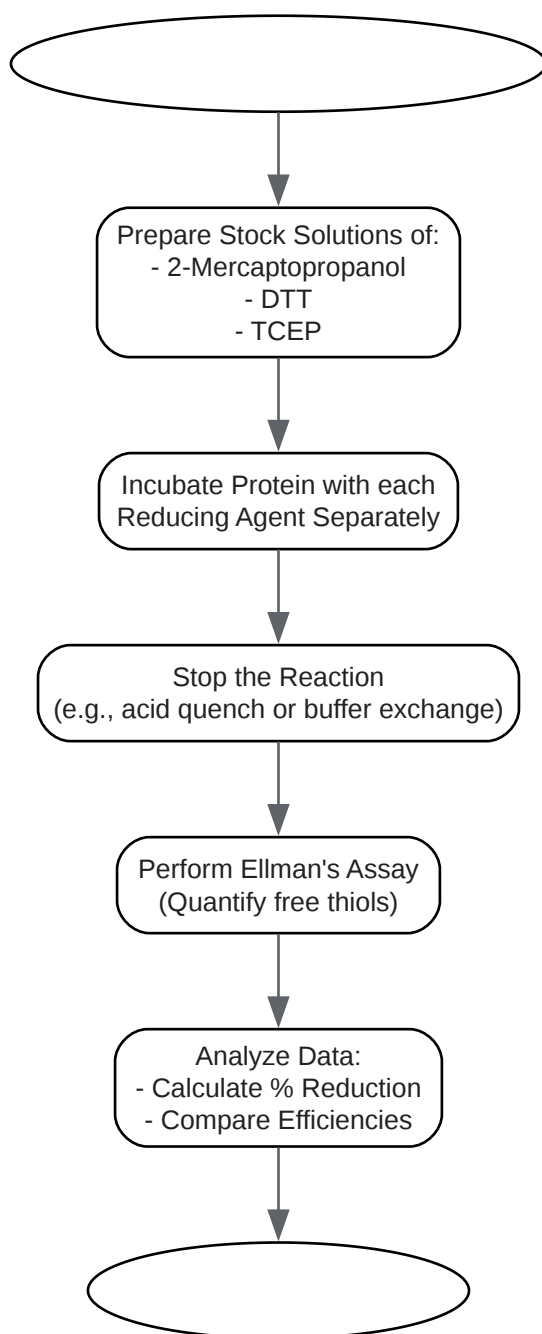 Prepare Stock Solutions of:
- 2-Mercaptopropanol
- DTT
- TCEP
Incubate Protein with each
Reducing Agent Separately
Stop the Reaction
(e.g., acid quench or buffer exchange)
Perform Ellman's Assay
(Quantify free thiols)
Analyze Data:
- Calculate % Reduction
- Compare Efficiencies